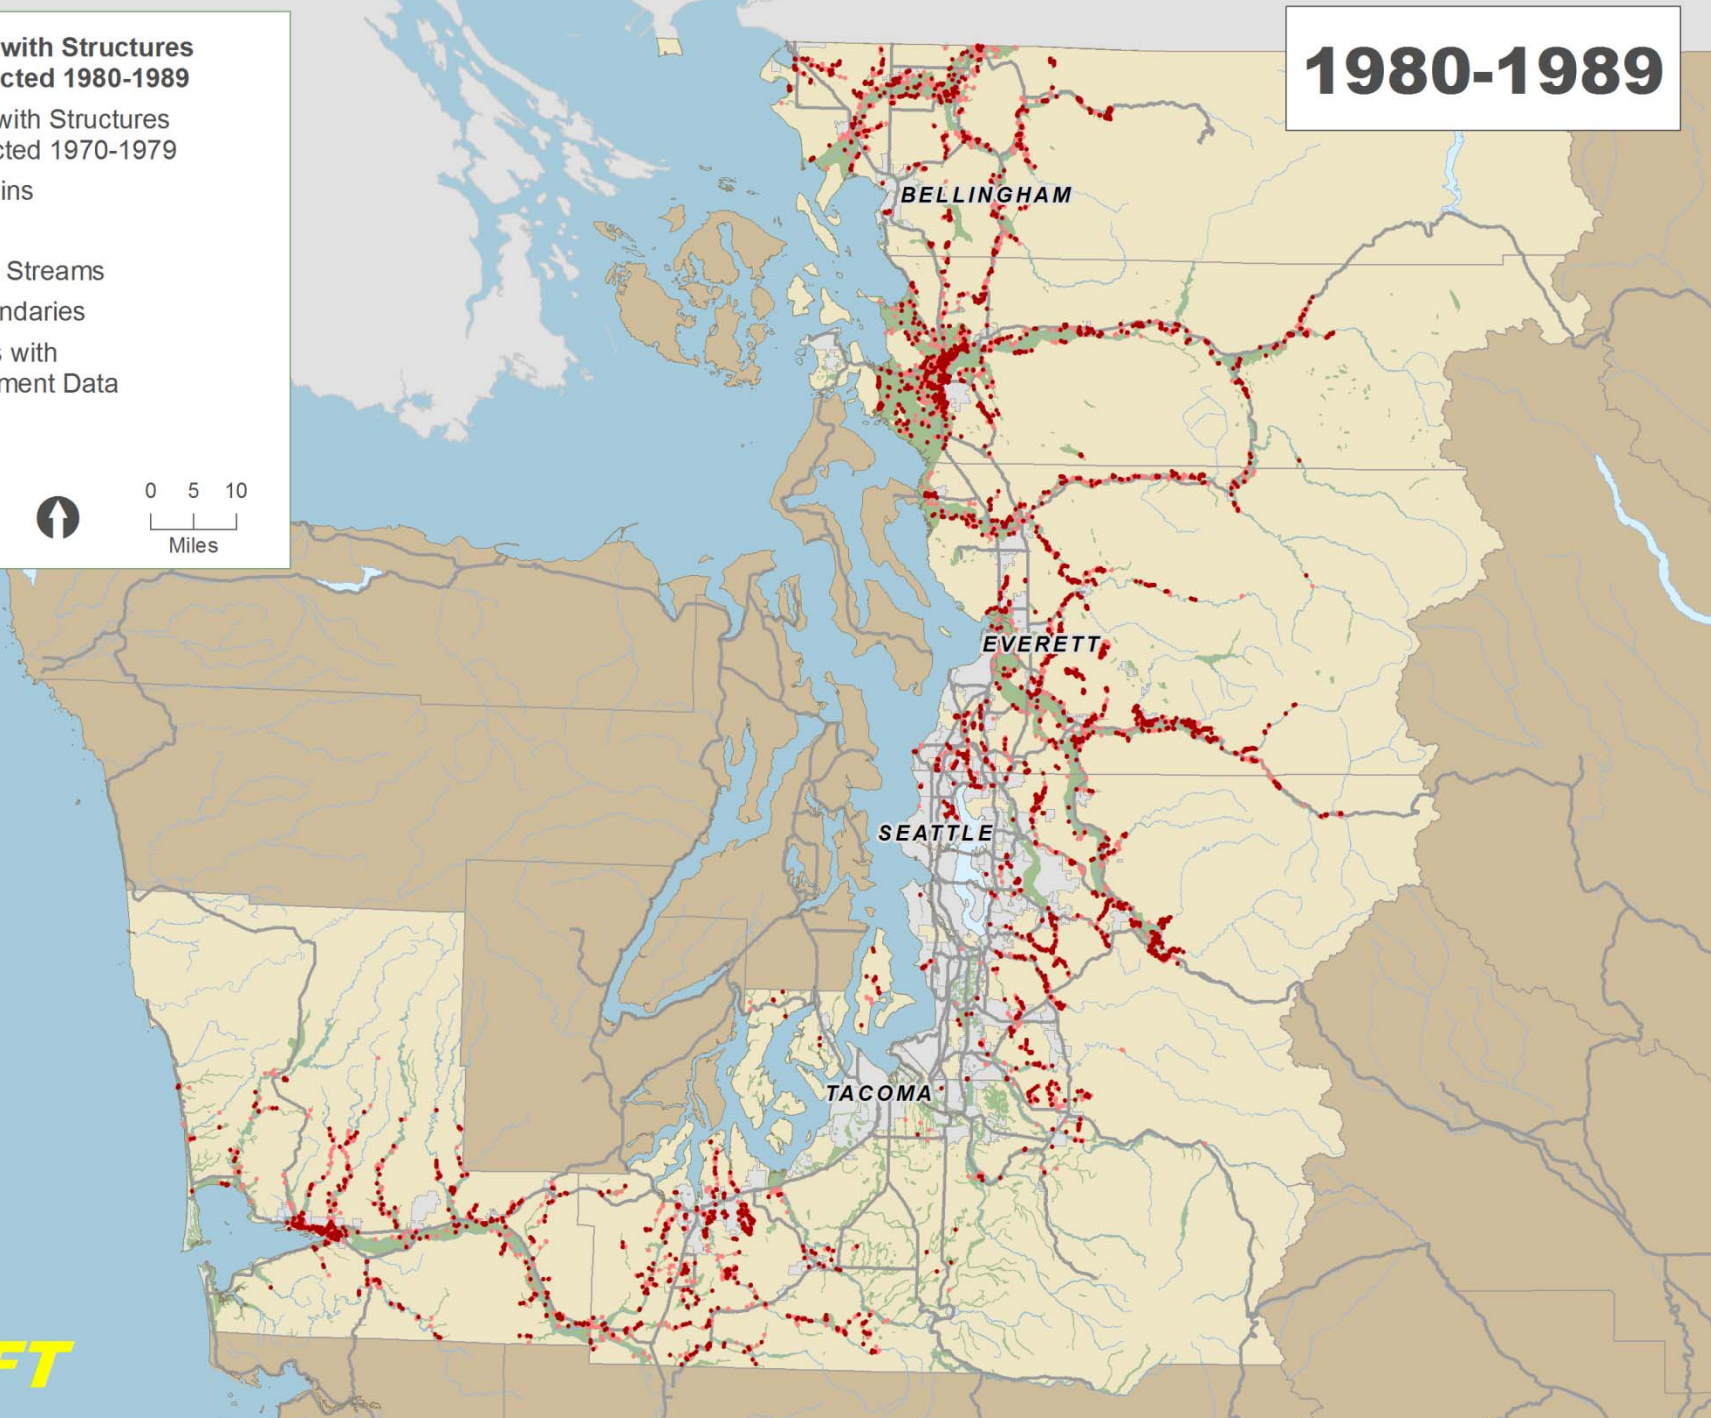 with Structures
cted 1980-1989
with Structures
cted 1970-1979
ins
Streams
ndaries
s with
ment Data
0 5 10
Miles
1980-1989
BELLINGHAM
EVERETT
SEATTLE
TACOMA
FT